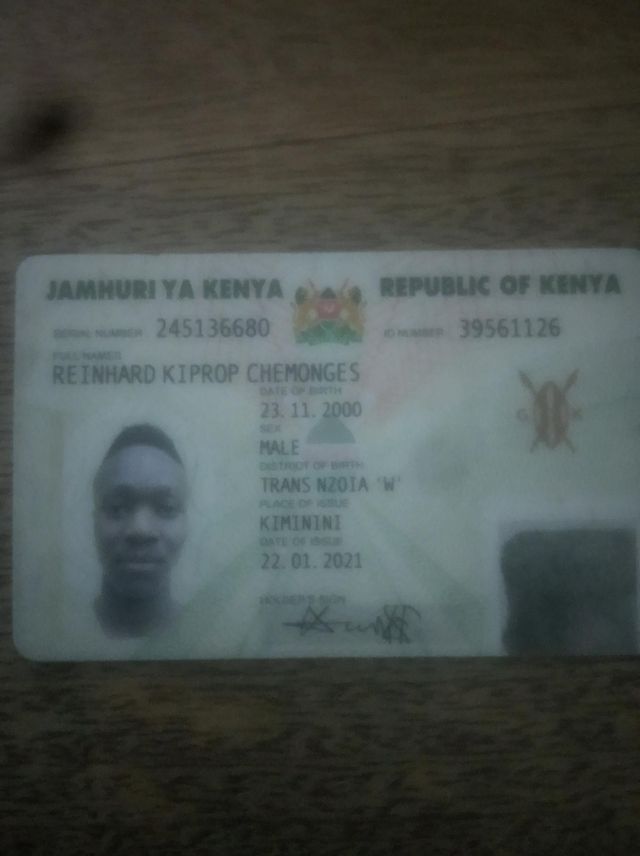 JAMHURI YA KENYA REPUBLIC OF KENYA
SERIAL NUMBER 245136680 ID NUMBER 39561126
FULL NAMES
REINHARD KIPROP CHEMONGES
DATE OF BIRTH
23.11.2000
SEX
MALE
DISTRICT OF BIRTH
TRANS NZOIA 'W'
PLACE OF ISSUE
KIMININI
DATE OF ISSUE
22.01.2021
HOLDER'S SIGN
G K